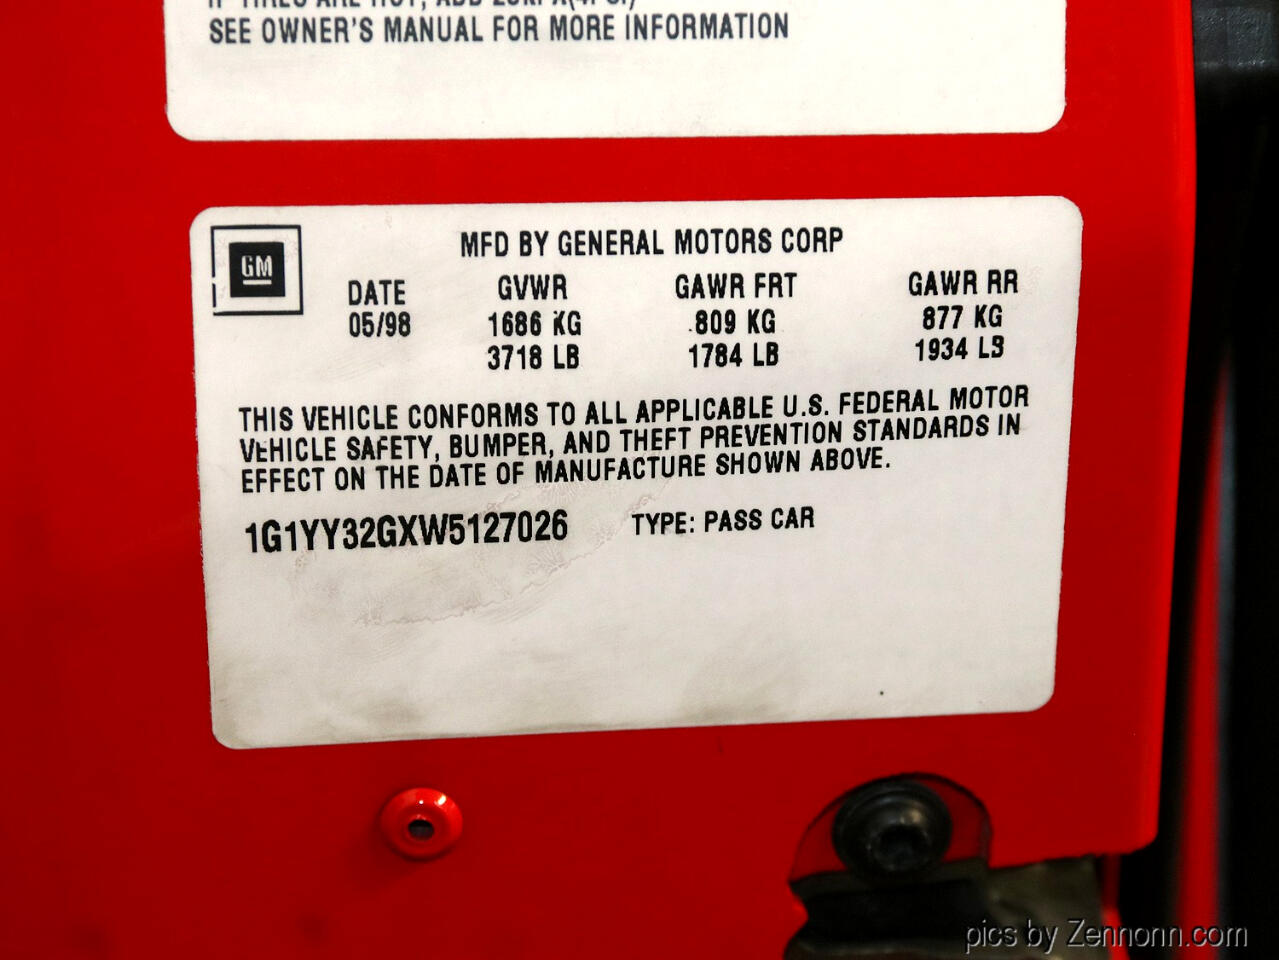 SEE OWNER'S MANUAL FOR MORE INFORMATION
GM
MFD BY GENERAL MOTORS CORP
DATE GVWR GAWR FRT GAWR RR
05/98 1686 KG 809 KG 877 KG
3718 LB 1784 LB 1934 LB
THIS VEHICLE CONFORMS TO ALL APPLICABLE U.S. FEDERAL MOTOR
VEHICLE SAFETY, BUMPER, AND THEFT PREVENTION STANDARDS IN
EFFECT ON THE DATE OF MANUFACTURE SHOWN ABOVE.
1G1YY32GXW5127026 TYPE: PASS CAR
pics by Zennonn.com